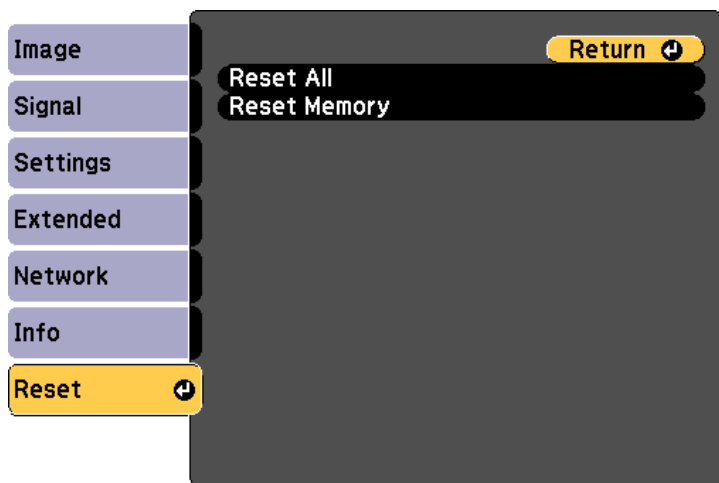 Image
Signal
Settings
Extended
Network
Info
Reset
Return
Reset All
Reset Memory